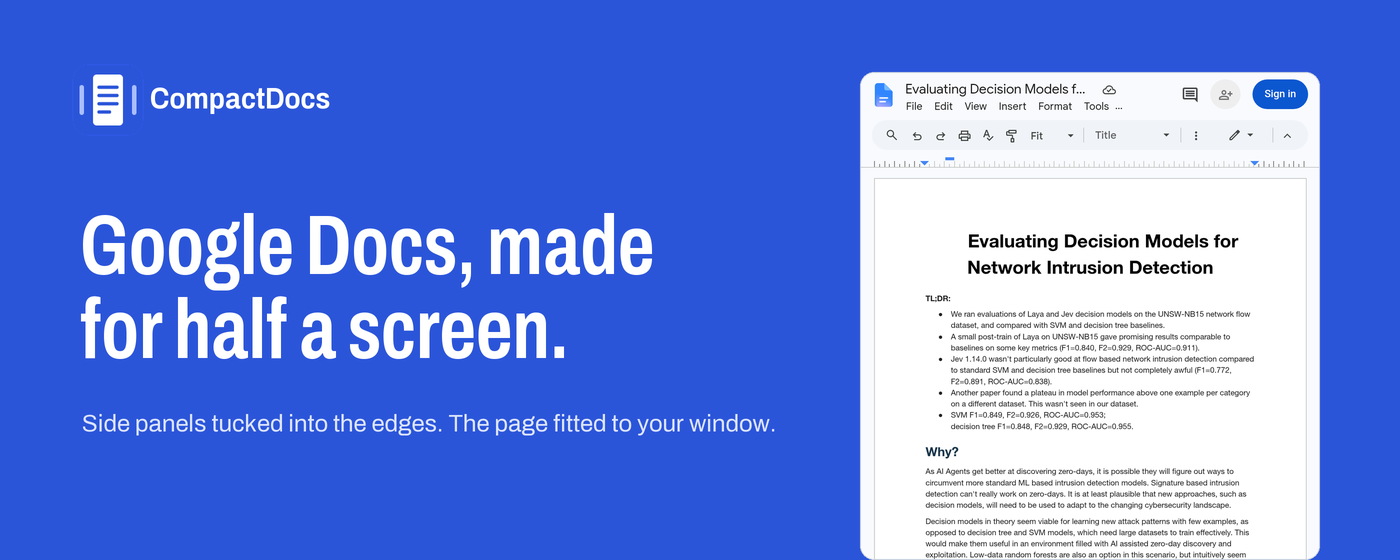 CompactDocs
Google Docs, made
for half a screen.
Side panels tucked into the edges. The page fitted to your window.
Evaluating Decision Models f...
File Edit View Insert Format Tools ...
Sign in
Fit Title
Evaluating Decision Models for
Network Intrusion Detection
TL;DR:
● We ran evaluations of Laya and Jev decision models on the UNSW-NB15 network flow
dataset, and compared with SVM and decision tree baselines.
● A small post-train of Laya on UNSW-NB15 gave promising results comparable to
baselines on some key metrics (F1=0.840, F2=0.929, ROC-AUC=0.911).
● Jev 1.14.0 wasn't particularly good at flow based network intrusion detection compared
to standard SVM and decision tree baselines but not completely awful (F1=0.772,
F2=0.891, ROC-AUC=0.838).
● Another paper found a plateau in model performance above one example per category
on a different dataset. This wasn't seen in our dataset.
● SVM F1=0.849, F2=0.926, ROC-AUC=0.953;
decision tree F1=0.848, F2=0.929, ROC-AUC=0.955.
Why?
As AI Agents get better at discovering zero-days, it is possible they will figure out ways to
circumvent more standard ML based intrusion detection models. Signature based intrusion
detection can't really work on zero-days. It is at least plausible that new approaches, such as
decision models, will need to be used to adapt to the changing cybersecurity landscape.
Decision models in theory seem viable for learning new attack patterns with few examples, as
opposed to decision tree and SVM models, which need large datasets to train effectively. This
would make them useful in an environment filled with AI assisted zero-day discovery and
exploitation. Low-data random forests are also an option in this scenario, but intuitively seem